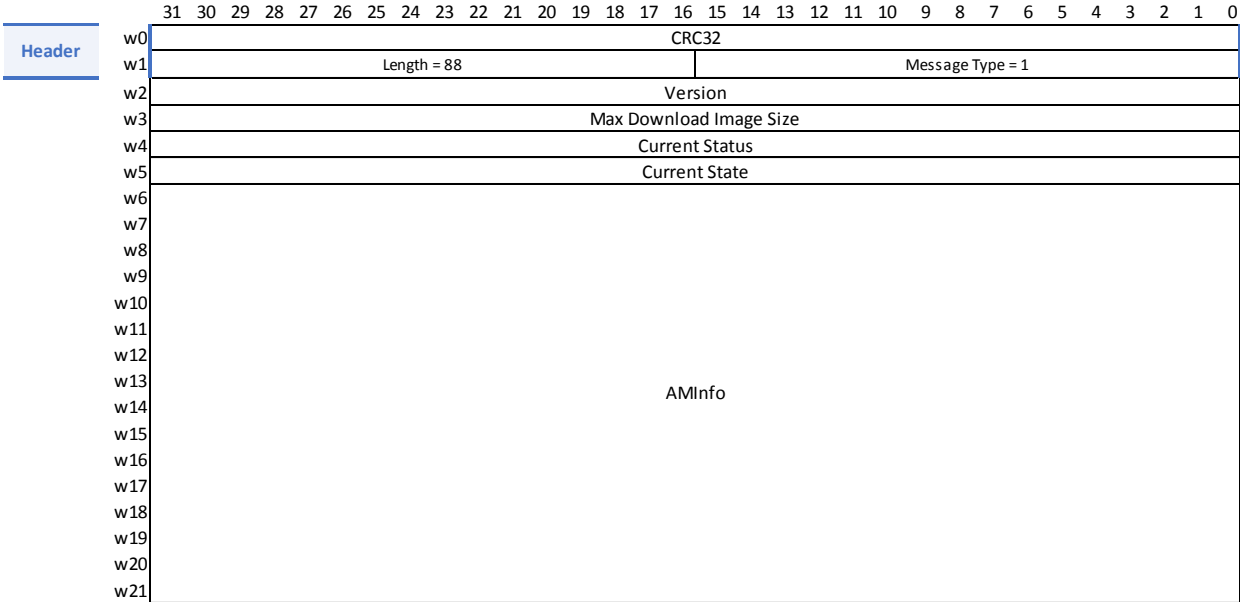 31 30 29 28 27 26 25 24 23 22 21 20 19 18 17 16 15 14 13 12 11 10 9 8 7 6 5 4 3 2 1 0
Header
w0 CRC32
w1 Length = 88 Message Type = 1
w2 Version
w3 Max Download Image Size
w4 Current Status
w5 Current State
w6
w7
w8
w9
w10
w11
w12
w13
AMInfo
w14
w15
w16
w17
w18
w19
w20
w21